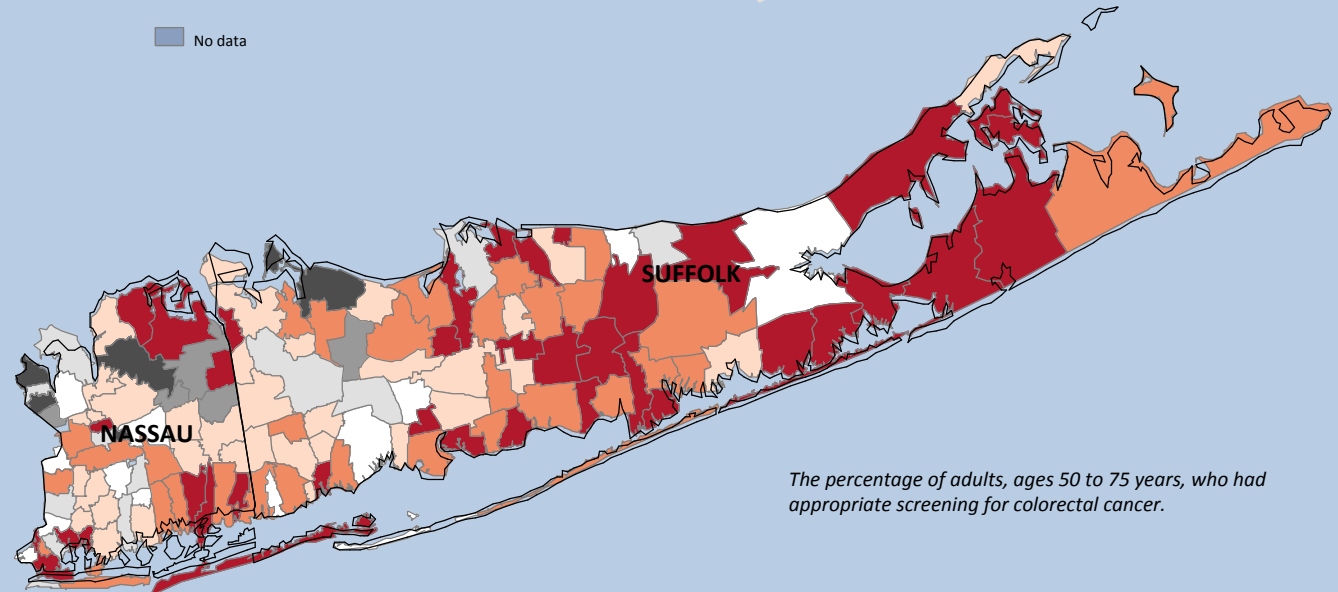 No data
SUFFOLK
NASSAU
The percentage of adults, ages 50 to 75 years, who had
appropriate screening for colorectal cancer.